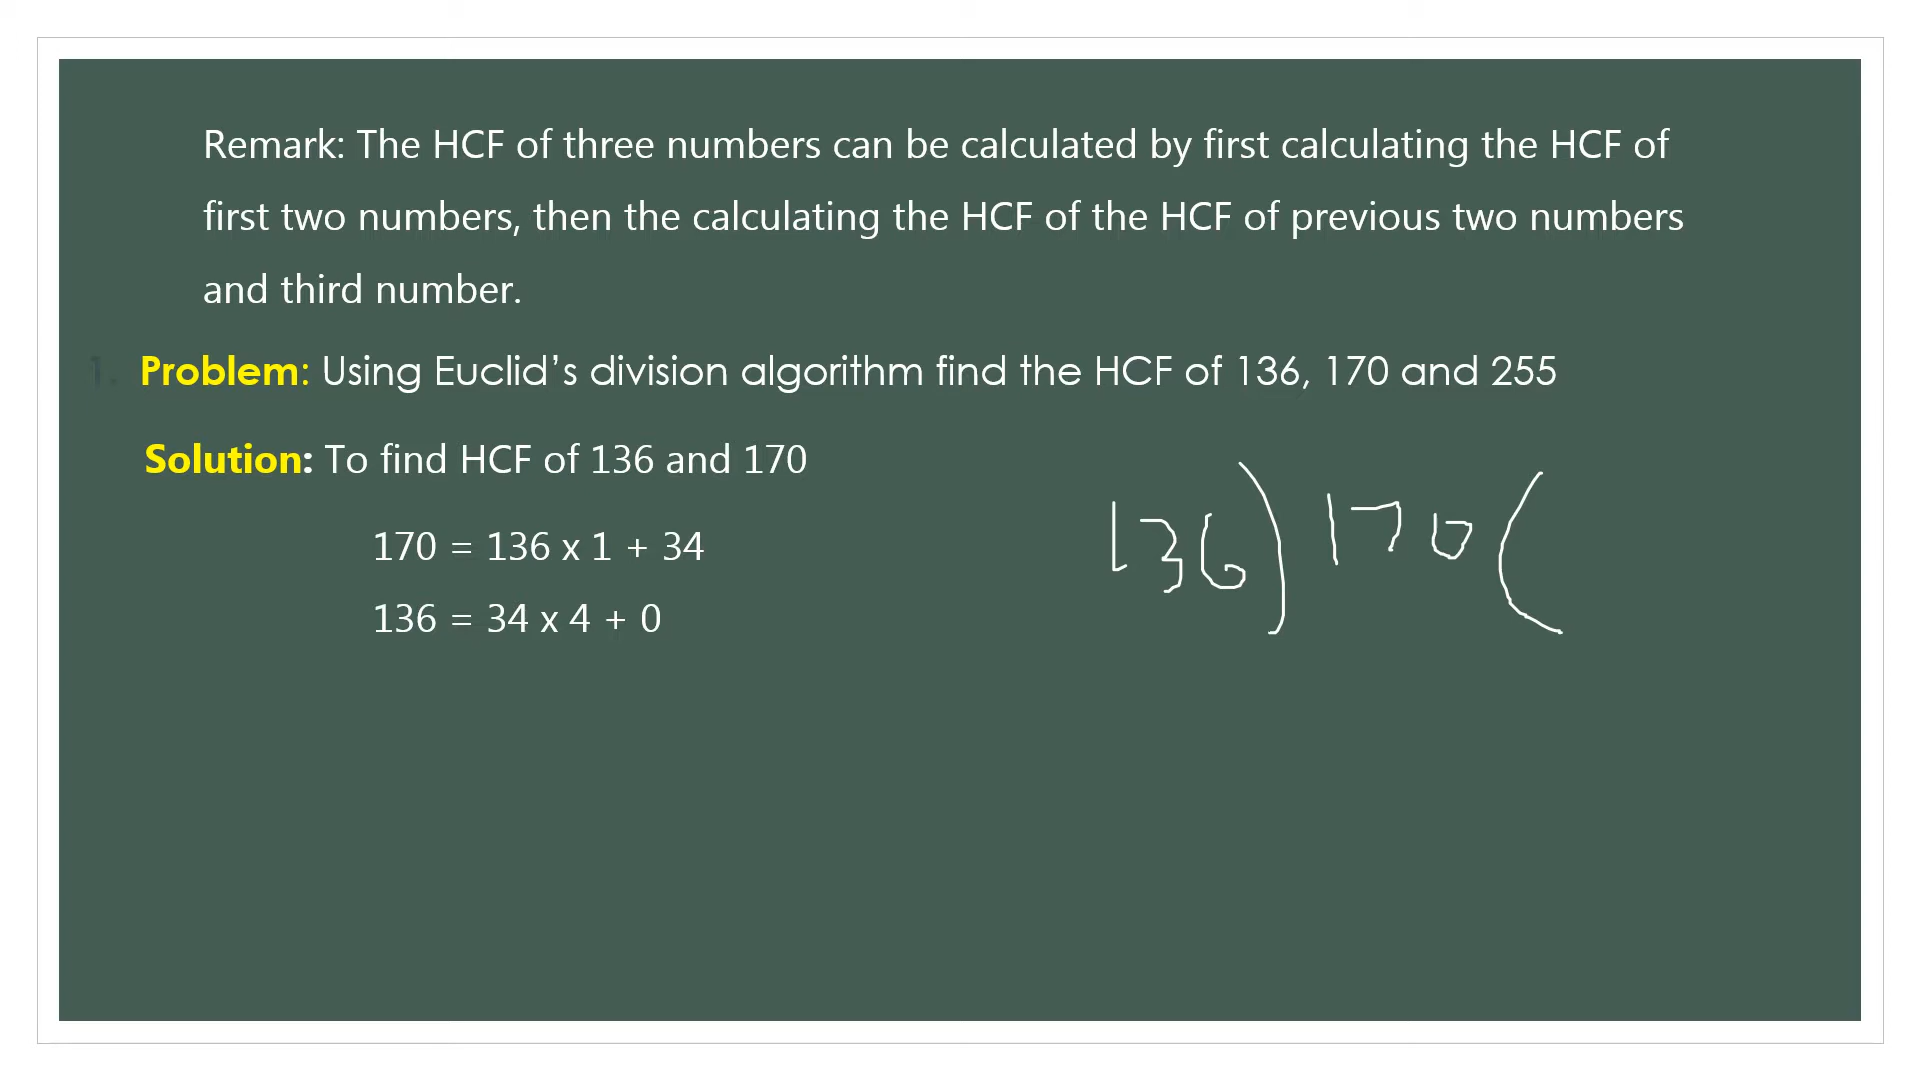 Remark: The HCF of three numbers can be calculated by first calculating the HCF of
first two numbers, then the calculating the HCF of the HCF of previous two numbers
and third number.
1. Problem: Using Euclid’s division algorithm find the HCF of 136, 170 and 255
Solution: To find HCF of 136 and 170
170 = 136 x 1 + 34
136 = 34 x 4 + 0
136) 170 (